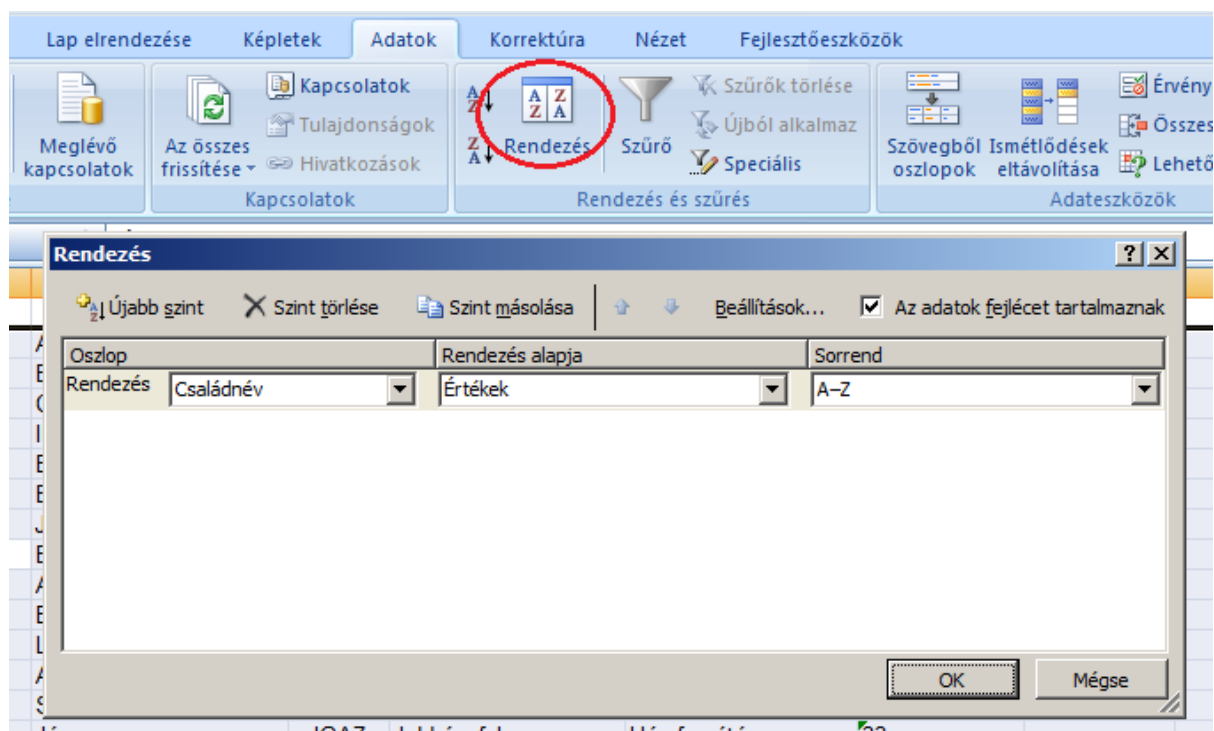 Lap elrendezése Képletek Adatok Korrektúra Nézet Fejlesztőeszközök
Kapcsolatok Szűrők törlése
Tulajdonságok Újból alkalmaz
Meglévő kapcsolatok Az összes frissítése Hivatkozások Rendezés Szűrő Speciális Szövegből oszlopok Ismétlődések eltávolítása
Kapcsolatok Rendezés és szűrés Adateszközök
Rendezés
Újabb szint Szint törlése Szint másolása Beállítások... Az adatok fejlécet tartalmaznak
Oszlop Rendezés alapja Sorrend
Rendezés Családnév Értékek A–Z
OK Mégse